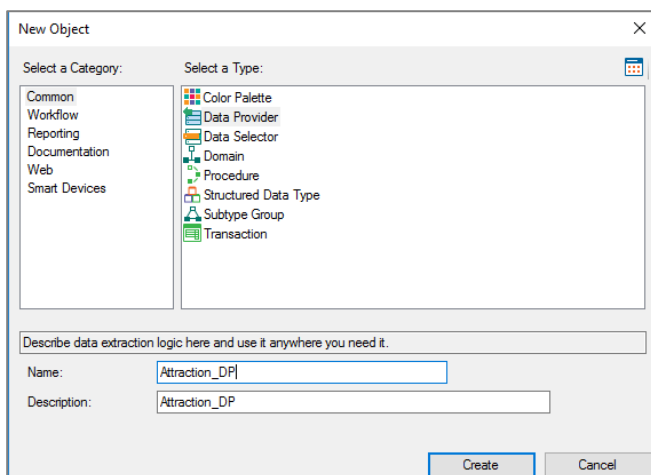 New Object
Select a Category:
Select a Type:
Common
Workflow
Reporting
Documentation
Web
Smart Devices
Color Palette
Data Provider
Data Selector
Domain
Procedure
Structured Data Type
Subtype Group
Transaction
Describe data extraction logic here and use it anywhere you need it.
Name: Attraction_DP
Description: Attraction_DP
Create Cancel